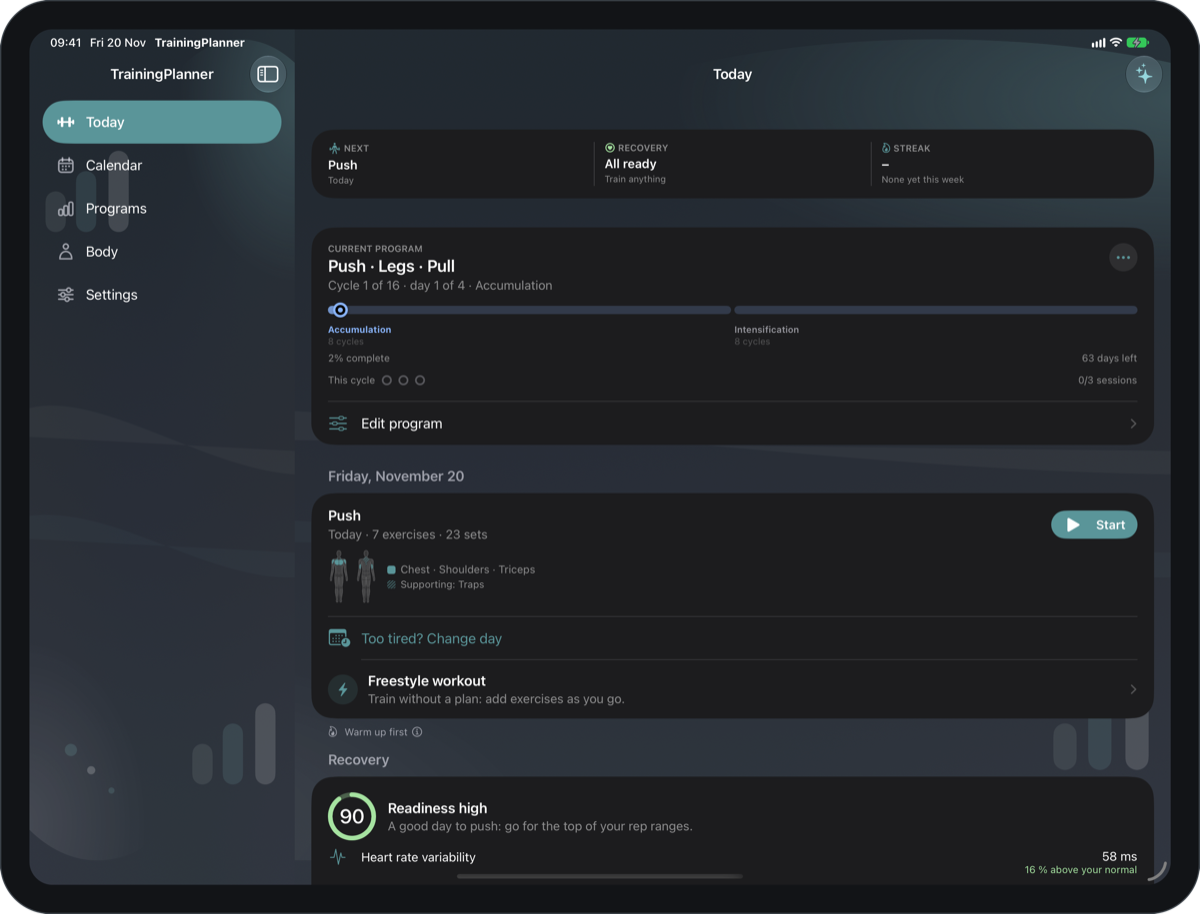 09:41 Fri 20 Nov TrainingPlanner
TrainingPlanner
Today
Calendar
Programs
Body
Settings
Today
NEXT
Push
Today
RECOVERY
All ready
Train anything
STREAK
–
None yet this week
CURRENT PROGRAM
Push · Legs · Pull
Cycle 1 of 16 · day 1 of 4 · Accumulation
Accumulation
8 cycles
Intensification
8 cycles
2% complete
63 days left
This cycle
0/3 sessions
Edit program
Friday, November 20
Push
Today · 7 exercises · 23 sets
Start
Chest · Shoulders · Triceps
Supporting: Traps
Too tired? Change day
Freestyle workout
Train without a plan: add exercises as you go.
Warm up first
Recovery
90
Readiness high
A good day to push: go for the top of your rep ranges.
Heart rate variability
58 ms
16 % above your normal